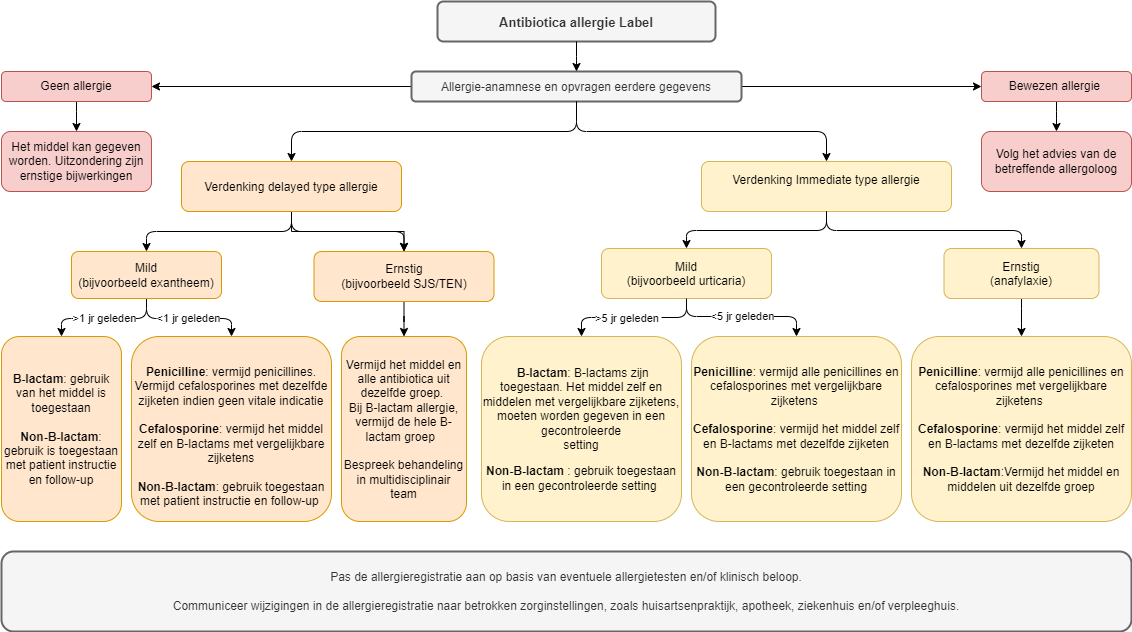 Antibiotica allergie Label
Geen allergie
Allergie-anamnese en opvragen eerdere gegevens
Bewezen allergie
Het middel kan gegeven
worden. Uitzondering zijn
ernstige bijwerkingen
Volg het advies van de
betreffende allergoloog
Verdenking delayed type allergie
Verdenking Immediate type allergie
Mild
(bijvoorbeeld exantheem)
Ernstig
(bijvoorbeeld SJS/TEN)
Mild
(bijvoorbeeld urticaria)
Ernstig
(anafylaxie)
>1 jr geleden
<1 jr geleden
>5 jr geleden
<5 jr geleden
B-lactam: gebruik
van het middel is
toegestaan
Non-B-lactam:
gebruik is toegestaan
met patient instructie
en follow-up
Penicilline: vermijd penicillines.
Vermijd cefalosporines met dezelfde
zijketen indien geen vitale indicatie
Cefalosporine: vermijd het middel
zelf en B-lactams met vergelijkbare
zijketens
Non-B-lactam: gebruik toegestaan
met patient instructie en follow-up
Vermijd het middel en
alle antibiotica uit
dezelfde groep.
Bij B-lactam allergie,
vermijd de hele B-
lactam groep
Bespreek behandeling
in multidisciplinair
team
B-lactam: B-lactams zijn
toegestaan. Het middel zelf en
middelen met vergelijkbare zijketens,
moeten worden gegeven in een
gecontroleerde
setting
Non-B-lactam : gebruik toegestaan
in een gecontroleerde setting
Penicilline: vermijd alle penicillines en
cefalosporines met vergelijkbare
zijketens
Cefalosporine: vermijd het middel zelf
en B-lactams met dezelfde zijketen
Non-B-lactam: gebruik toegestaan in
een gecontroleerde setting
Penicilline: vermijd alle penicillines en
cefalosporines met vergelijkbare
zijketens
Cefalosporine: vermijd het middel zelf
en B-lactams met dezelfde zijketen
Non-B-lactam:Vermijd het middel en
middelen uit dezelfde groep
Pas de allergieregistratie aan op basis van eventuele allergietesten en/of klinisch beloop.
Communiceer wijzigingen in de allergieregistratie naar betrokken zorginstellingen, zoals huisartsenpraktijk, apotheek, ziekenhuis en/of verpleeghuis.